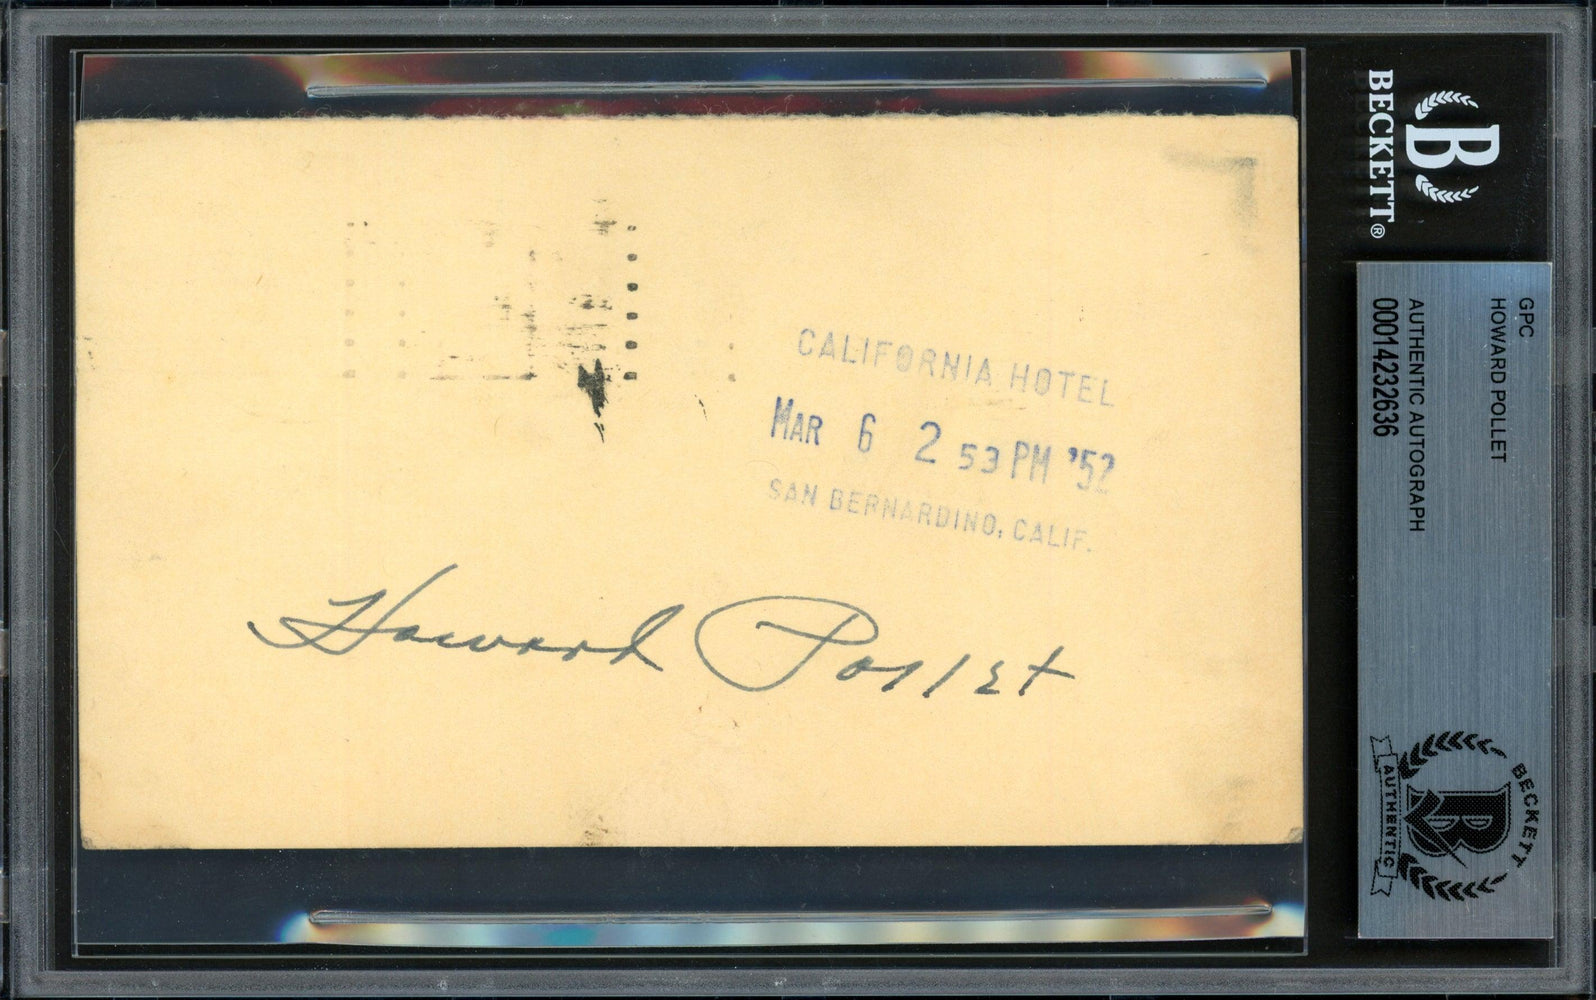 CALIFORNIA HOTEL
MAR 6 2 53 PM '52
SAN BERNARDINO, CALIF.
Howard Pollet
B
BECKETT®
GPC
HOWARD POLLET
AUTHENTIC AUTOGRAPH
00014232636
BECKETT
B
AUTHENTIC